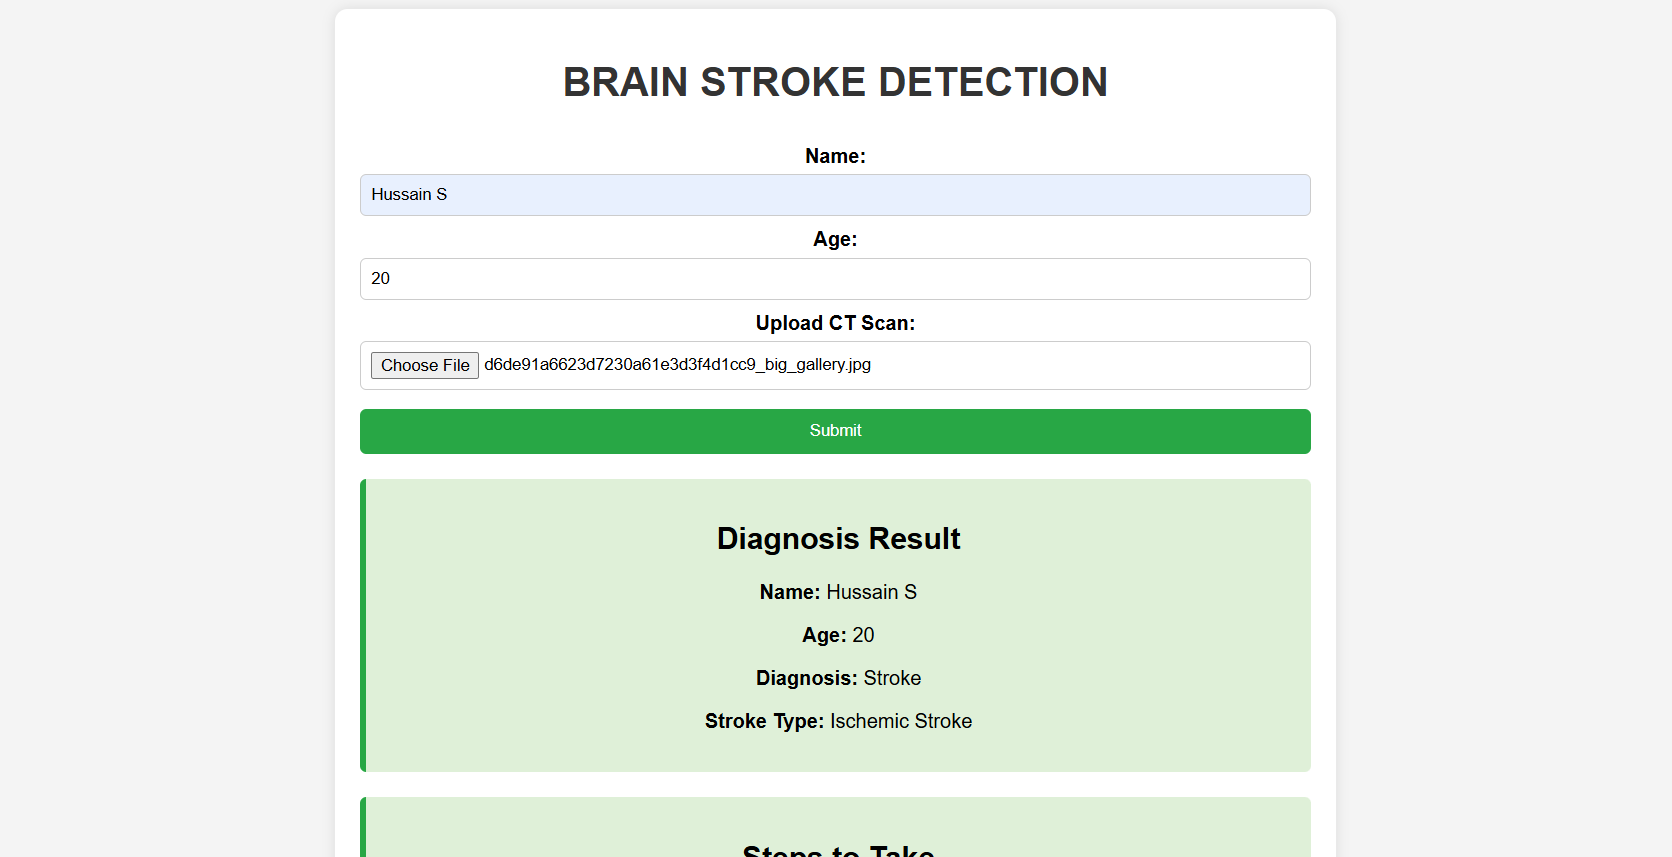 BRAIN STROKE DETECTION
Name:
Hussain S
Age:
20
Upload CT Scan:
Choose File d6de91a6623d7230a61e3d3f4d1cc9_big_gallery.jpg
Submit
Diagnosis Result
Name: Hussain S
Age: 20
Diagnosis: Stroke
Stroke Type: Ischemic Stroke
Steps to Take